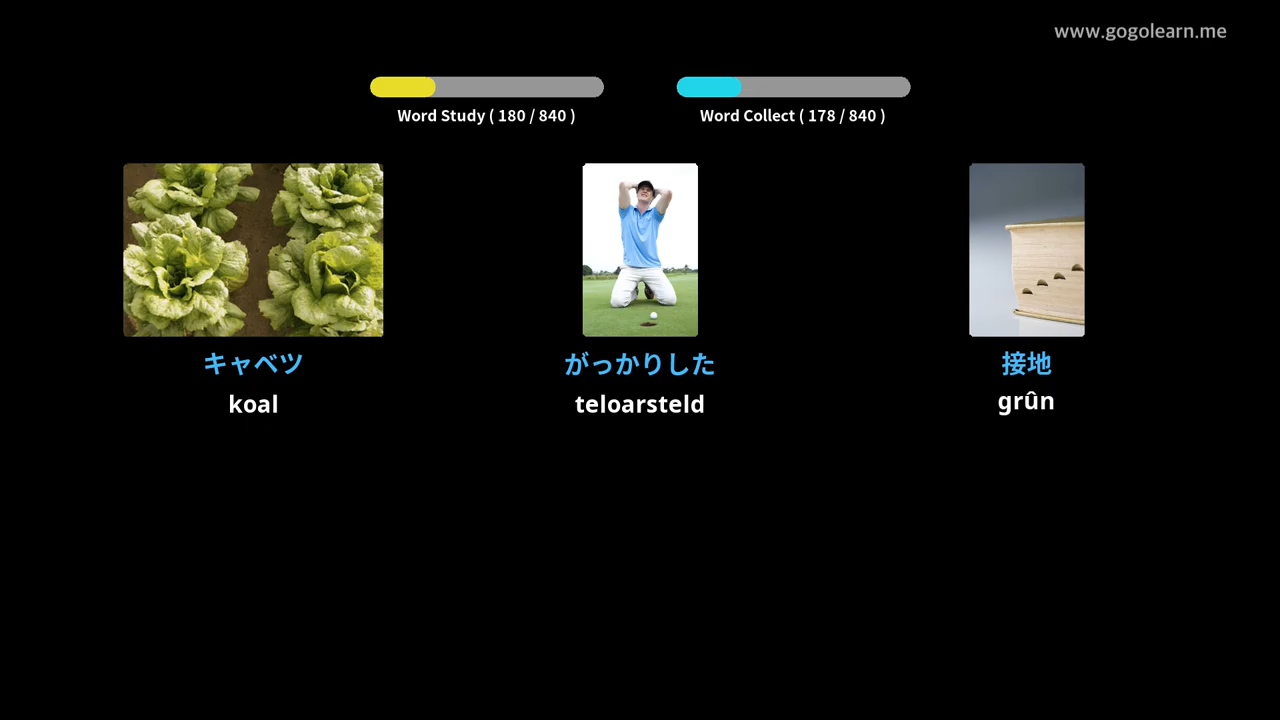 www.gogolearn.me
Word Study ( 180 / 840 )
Word Collect ( 178 / 840 )
キャベツ
koal
がっかりした
teloarsteld
接地
grûn